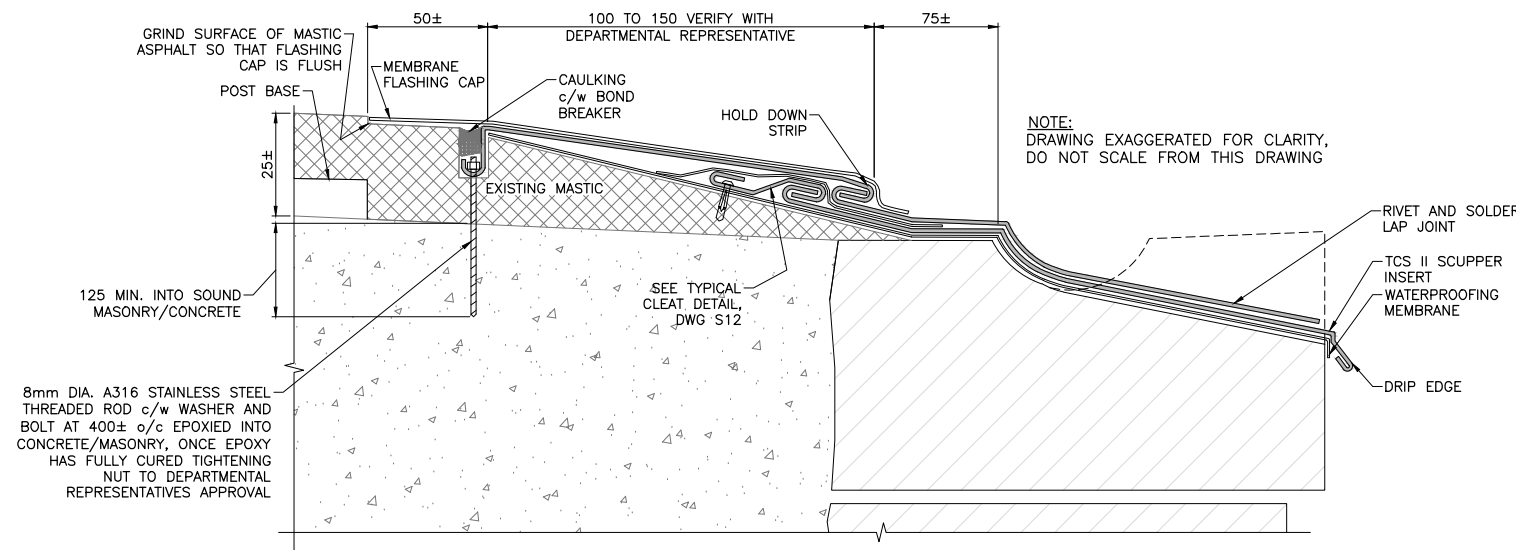 50±
100 TO 150 VERIFY WITH
DEPARTMENTAL REPRESENTATIVE
75±
GRIND SURFACE OF MASTIC
ASPHALT SO THAT FLASHING
CAP IS FLUSH
MEMBRANE
FLASHING CAP
POST BASE
CAULKING
c/w BOND
BREAKER
HOLD DOWN
STRIP
NOTE:
DRAWING EXAGGERATED FOR CLARITY,
DO NOT SCALE FROM THIS DRAWING
25±
EXISTING MASTIC
RIVET AND SOLDER
LAP JOINT
TCS II SCUPPER
INSERT
WATERPROOFING
MEMBRANE
125 MIN. INTO SOUND
MASONRY/CONCRETE
SEE TYPICAL
CLEAT DETAIL,
DWG S12
DRIP EDGE
8mm DIA. A316 STAINLESS STEEL
THREADED ROD c/w WASHER AND
BOLT AT 400± o/c EPOXIED INTO
CONCRETE/MASONRY, ONCE EPOXY
HAS FULLY CURED TIGHTENING
NUT TO DEPARTMENTAL
REPRESENTATIVES APPROVAL